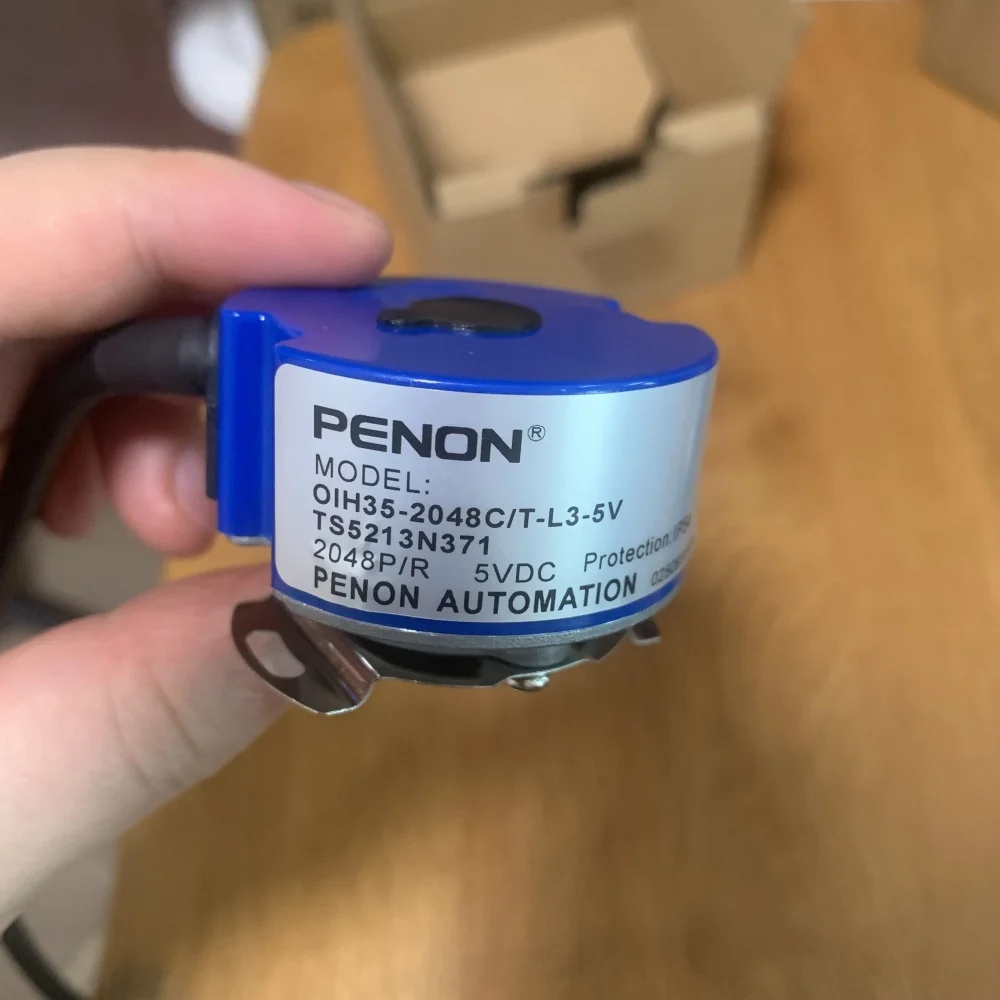 PENON®
MODEL:
OIH35-2048C/T-L3-5V
TS5213N371
2048P/R 5VDC Protection:
PENON AUTOMATION